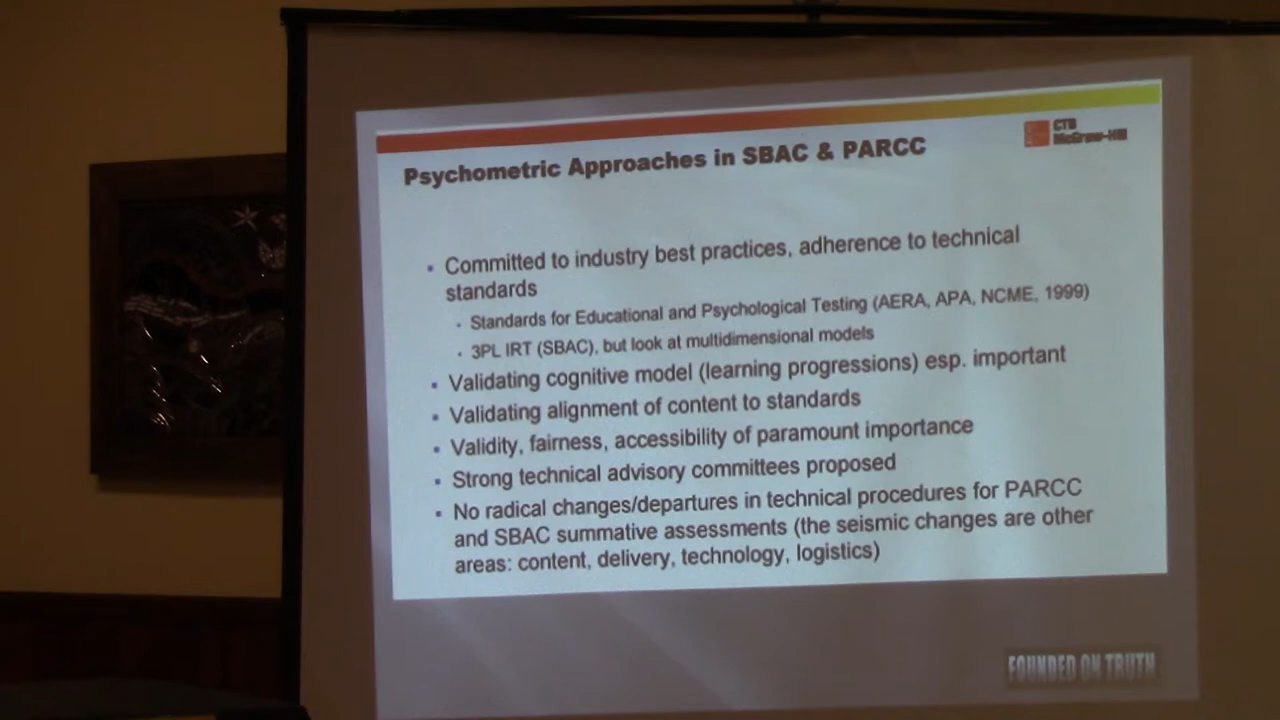 CTB
McGraw-Hill
Psychometric Approaches in SBAC & PARCC
Committed to industry best practices, adherence to technical
standards
Standards for Educational and Psychological Testing (AERA, APA, NCME, 1999)
3PL IRT (SBAC), but look at multidimensional models
Validating cognitive model (learning progressions) esp. important
Validating alignment of content to standards
Validity, fairness, accessibility of paramount importance
Strong technical advisory committees proposed
No radical changes/departures in technical procedures for PARCC
and SBAC summative assessments (the seismic changes are other
areas: content, delivery, technology, logistics)
FOUNDED ON TRUTH